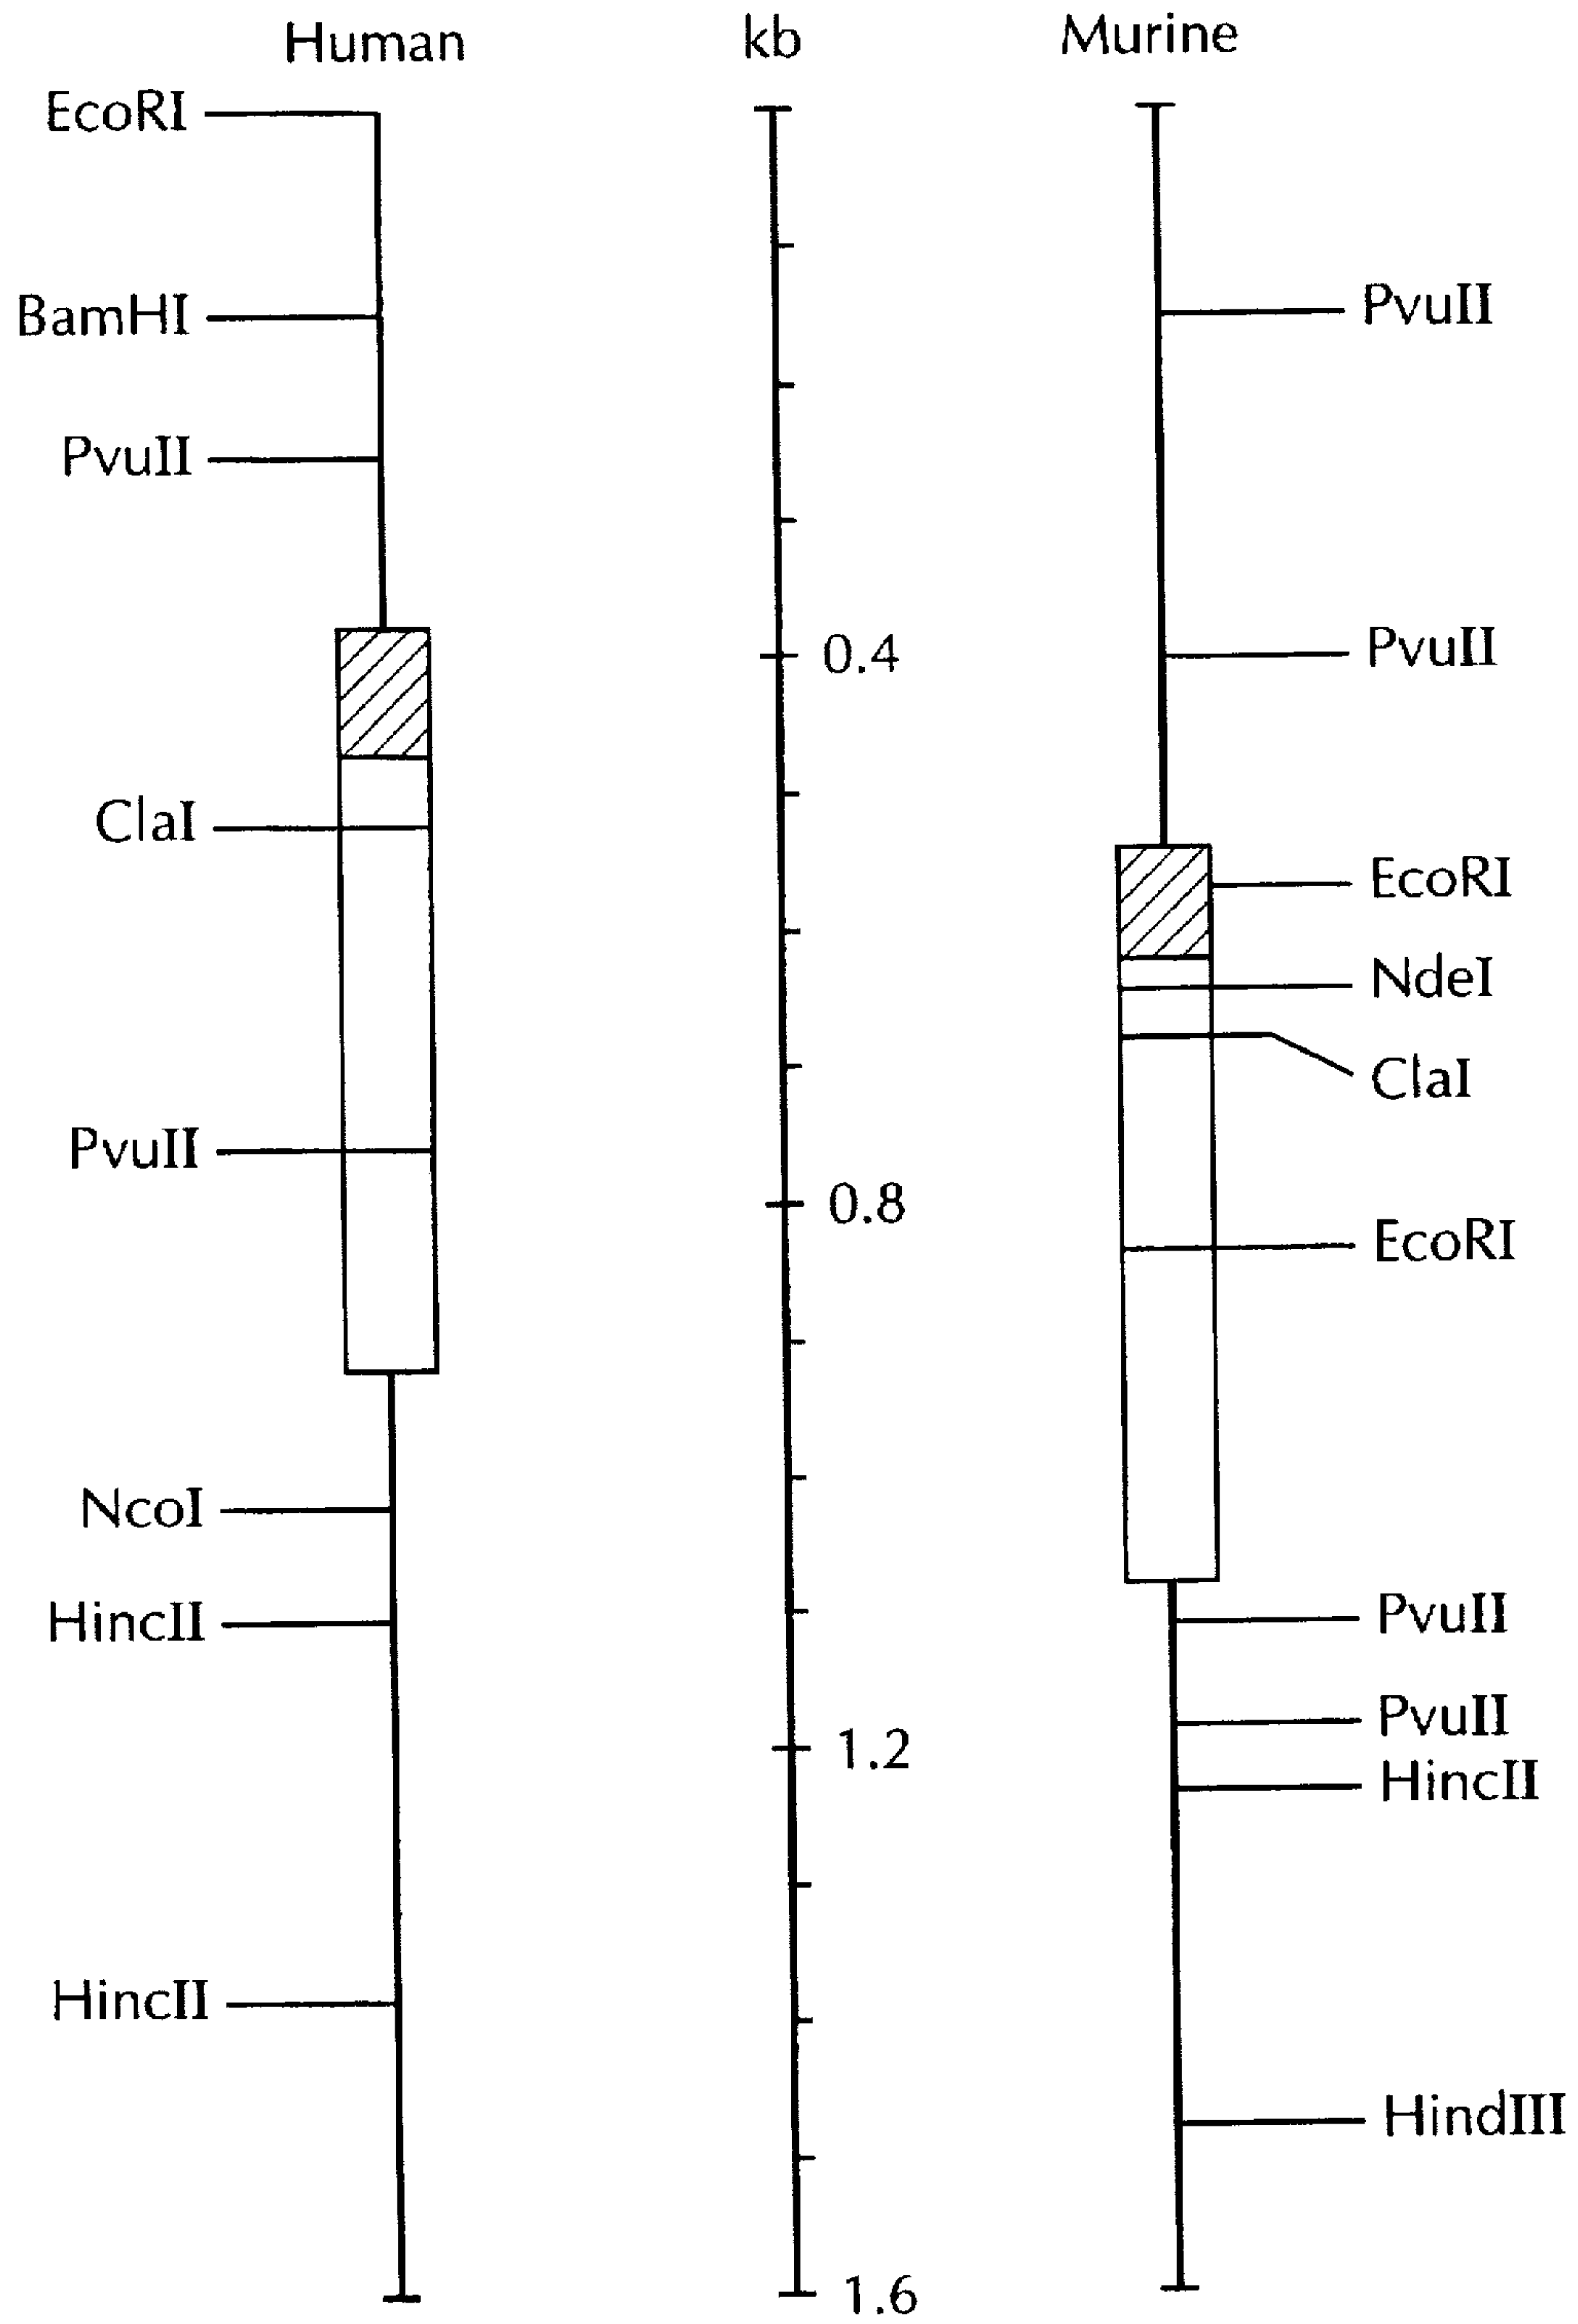 Human
kb
Murine
EcoRI
BamHI
PvuII
ClaI
PvuII
NcoI
HincII
HincII
0.4
0.8
1.2
1.6
PvuII
PvuII
EcoRI
NdeI
ClaI
EcoRI
PvuII
PvuII
HincII
HindIII